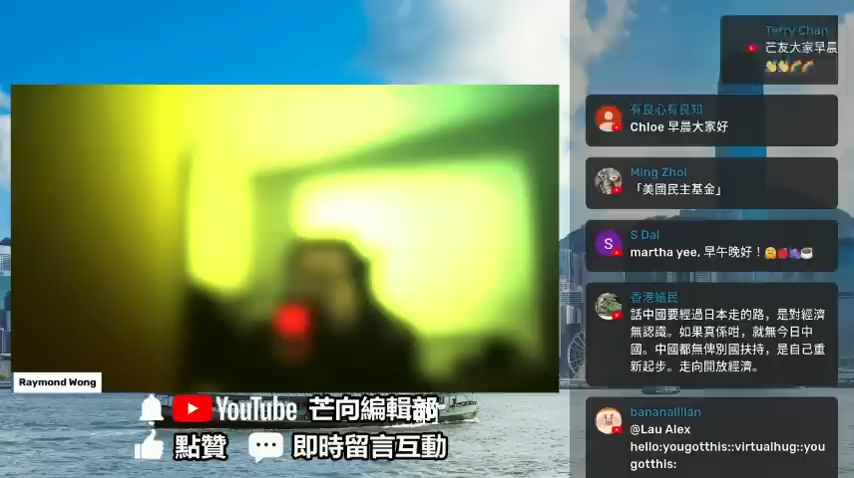 Terry Chan
芒友大家早晨
有良心有良知
Chloe 早晨大家好
Ming Zhoi
「美國民主基金」
S
S Dai
martha yee, 早午晚好！
香港嬿民
話中國要經過日本走的路，是對經濟
無認識。如果真係咁，就無今日中
國。中國都無俾別國扶持，是自己重
新起步。走向開放經濟。
bananalilian
@Lau Alex
hello:yougotthis::virtualhug::you
gotthis:
Raymond Wong
YouTube 芒向編輯部
點贊 即時留言互動